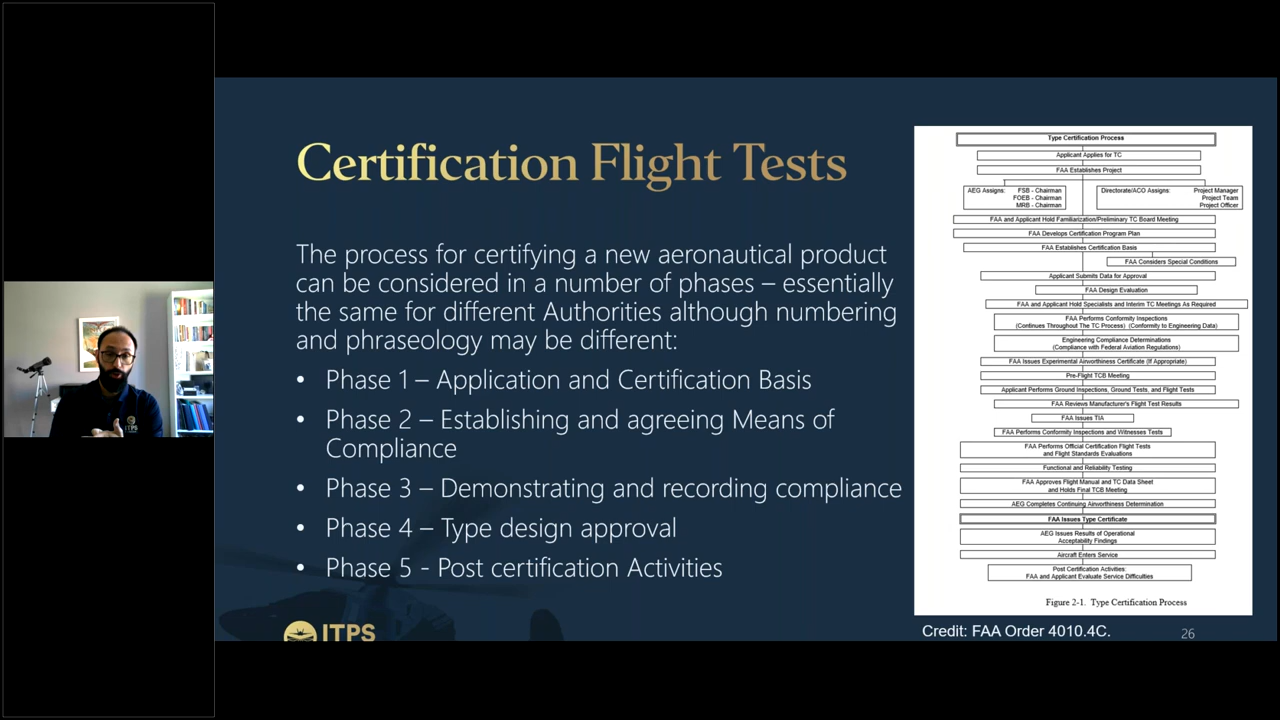 Certification Flight Tests
The process for certifying a new aeronautical product
can be considered in a number of phases – essentially
the same for different Authorities although numbering
and phraseology may be different:
• Phase 1 – Application and Certification Basis
• Phase 2 – Establishing and agreeing Means of
Compliance
• Phase 3 – Demonstrating and recording compliance
• Phase 4 – Type design approval
• Phase 5 - Post certification Activities
ITPS
Type Certification Process
Applicant Applies for TC
FAA Establishes Project
AEG Assigns: FSB - Chairman
FOEB - Chairman
MRB - Chairman
Directorate/ACO Assigns: Project Manager
Project Team
Project Officer
FAA and Applicant Hold Familiarization/Preliminary TC Board Meeting
FAA Develops Certification Program Plan
FAA Establishes Certification Basis
FAA Considers Special Conditions
Applicant Submits Data for Approval
FAA Design Evaluation
FAA and Applicant Hold Specialists and Interim TC Meetings As Required
FAA Performs Conformity Inspections
(Continues Throughout The TC Process) (Conformity to Engineering Data)
Engineering Compliance Determinations
(Compliance with Federal Aviation Regulations)
FAA Issues Experimental Airworthiness Certificate (If Appropriate)
Pre-Flight TCB Meeting
Applicant Performs Ground Inspections, Ground Tests, and Flight Tests
FAA Reviews Manufacturer's Flight Test Results
FAA Issues TIA
FAA Performs Conformity Inspections and Witnesses Tests
FAA Performs Official Certification Flight Tests
and Flight Standards Evaluations
Functional and Reliability Testing
FAA Approves Flight Manual and TC Data Sheet
and Holds Final TCB Meeting
AEG Completes Continuing Airworthiness Determination
FAA Issues Type Certificate
AEG Issues Results of Operational
Acceptability Findings
Aircraft Enters Service
Post Certification Activities:
FAA and Applicant Evaluate Service Difficulties
Figure 2-1. Type Certification Process
Credit: FAA Order 4010.4C.
26
ITPS